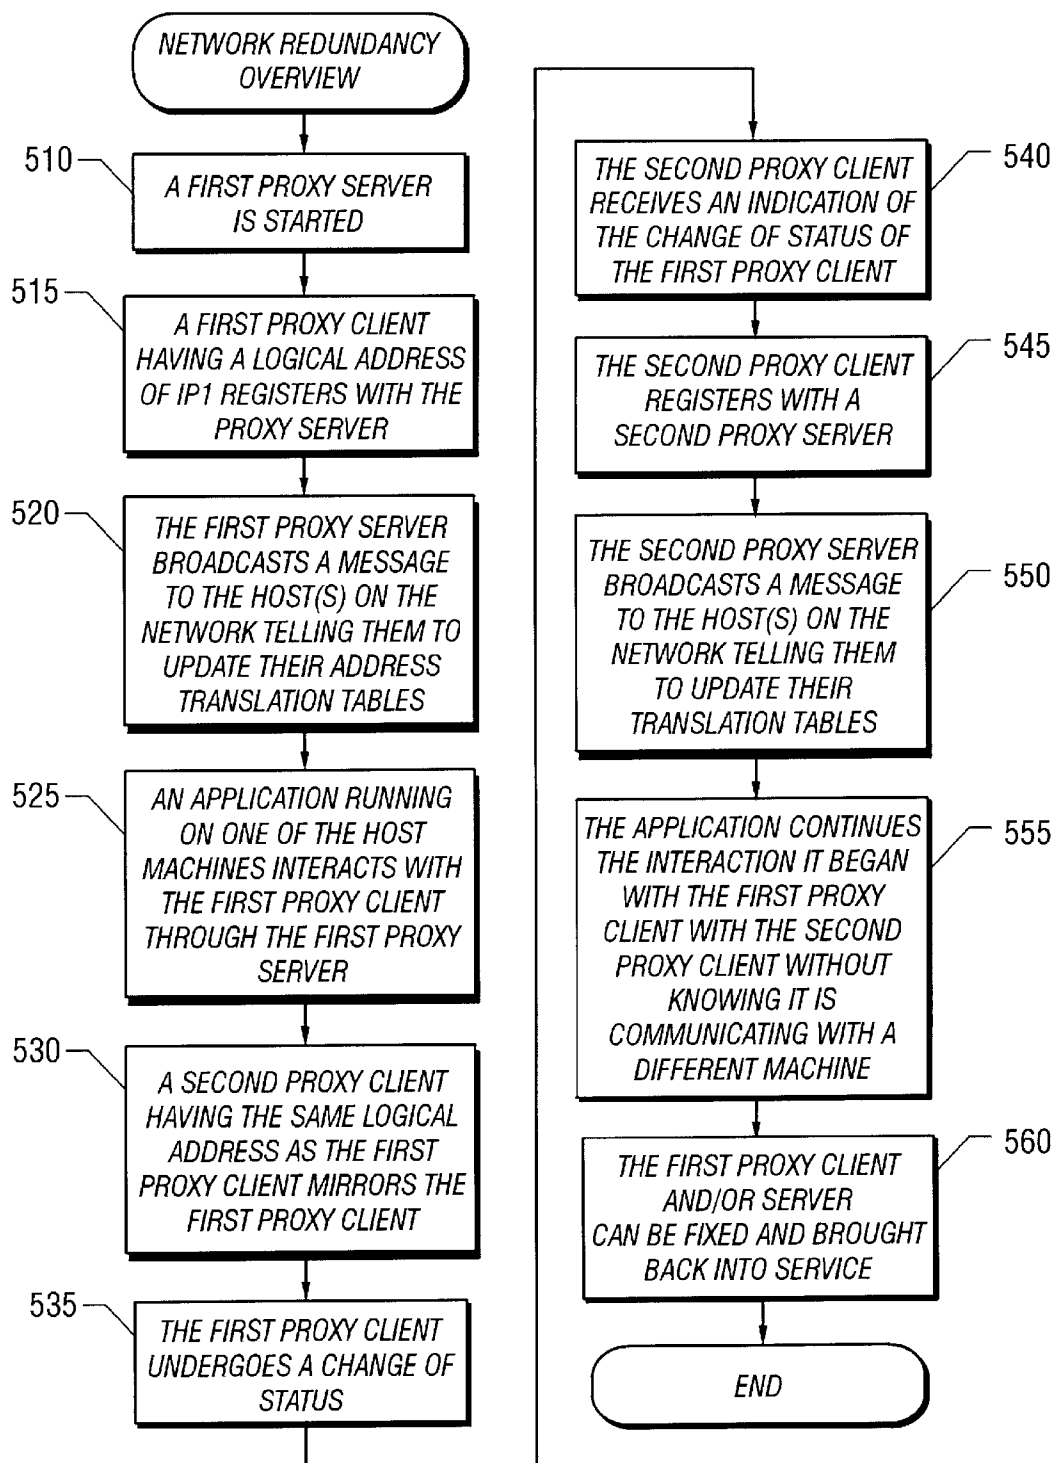 NETWORK REDUNDANCY
OVERVIEW
510
A FIRST PROXY SERVER
IS STARTED
515
A FIRST PROXY CLIENT
HAVING A LOGICAL ADDRESS
OF IP1 REGISTERS WITH THE
PROXY SERVER
520
THE FIRST PROXY SERVER
BROADCASTS A MESSAGE
TO THE HOST(S) ON THE
NETWORK TELLING THEM TO
UPDATE THEIR ADDRESS
TRANSLATION TABLES
525
AN APPLICATION RUNNING
ON ONE OF THE HOST
MACHINES INTERACTS WITH
THE FIRST PROXY CLIENT
THROUGH THE FIRST PROXY
SERVER
530
A SECOND PROXY CLIENT
HAVING THE SAME LOGICAL
ADDRESS AS THE FIRST
PROXY CLIENT MIRRORS THE
FIRST PROXY CLIENT
535
THE FIRST PROXY CLIENT
UNDERGOES A CHANGE OF
STATUS
540
THE SECOND PROXY CLIENT
RECEIVES AN INDICATION OF
THE CHANGE OF STATUS OF
THE FIRST PROXY CLIENT
545
THE SECOND PROXY CLIENT
REGISTERS WITH A
SECOND PROXY SERVER
550
THE SECOND PROXY SERVER
BROADCASTS A MESSAGE
TO THE HOST(S) ON THE
NETWORK TELLING THEM
TO UPDATE THEIR
TRANSLATION TABLES
555
THE APPLICATION CONTINUES
THE INTERACTION IT BEGAN
WITH THE FIRST PROXY
CLIENT WITH THE SECOND
PROXY CLIENT WITHOUT
KNOWING IT IS
COMMUNICATING WITH A
DIFFERENT MACHINE
560
THE FIRST PROXY CLIENT
AND/OR SERVER
CAN BE FIXED AND BROUGHT
BACK INTO SERVICE
END